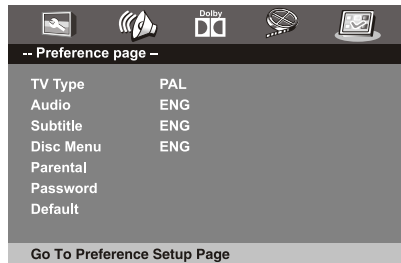 Dolby
-- Preference page –
TV Type PAL
Audio ENG
Subtitle ENG
Disc Menu ENG
Parental
Password
Default
Go To Preference Setup Page